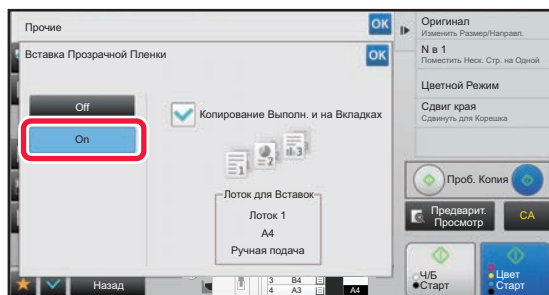 Прочие
OK
Вставка Прозрачной Пленки
OK
Off
On
Копирование Выполн. и на Вкладках
Лоток для Вставок
Лоток 1
A4
Ручная подача
Назад
3 B4
4 A3
A4
Оригинал
Изменить Размер/Направл.
N в 1
Поместить Неск. Стр. на Одной
Цветной Режим
Сдвиг края
Сдвинуть для Корешка
Проб. Копия
Предварит.
Просмотр
CA
Ч/Б
Старт
Цвет
Старт